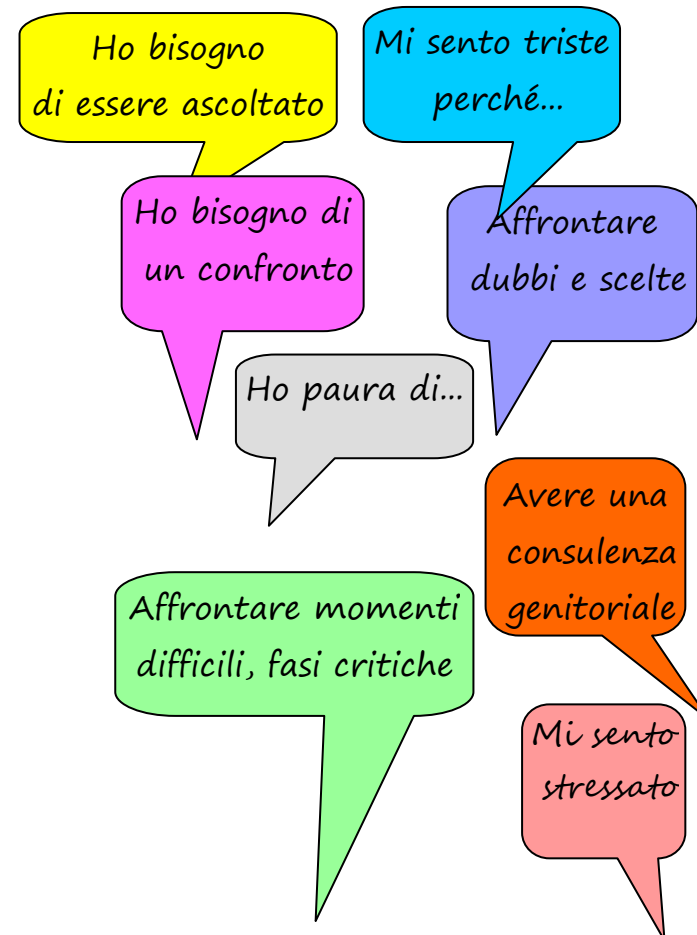 Ho bisogno
di essere ascoltato
Mi sento triste
perché...
Ho bisogno di
un confronto
Affrontare
dubbi e scelte
Ho paura di...
Avere una
consulenza
genitoriale
Affrontare momenti
difficili, fasi critiche
Mi sento
stressato